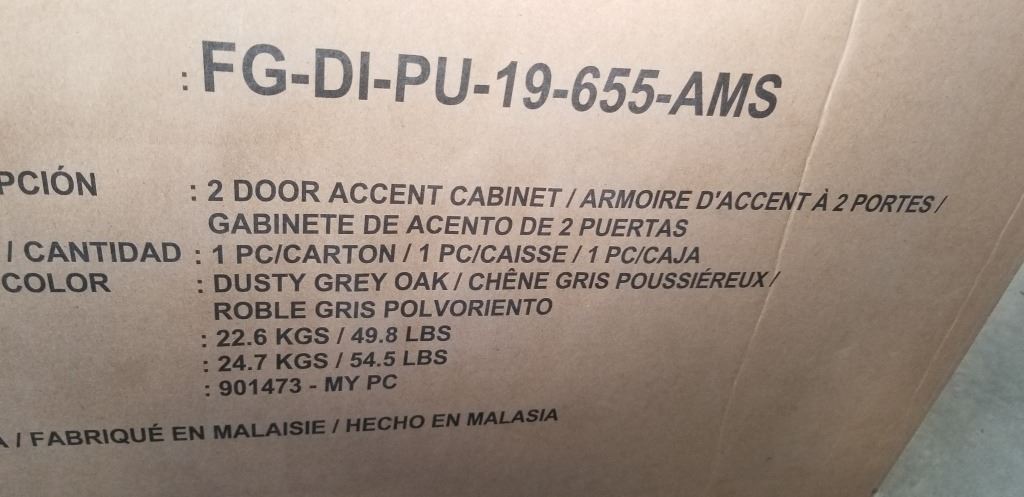 : FG-DI-PU-19-655-AMS
PCIÓN : 2 DOOR ACCENT CABINET / ARMOIRE D'ACCENT À 2 PORTES /
GABINETE DE ACENTO DE 2 PUERTAS
/ CANTIDAD : 1 PC/CARTON / 1 PC/CAISSE / 1 PC/CAJA
COLOR : DUSTY GREY OAK / CHÊNE GRIS POUSSIÉREUX /
ROBLE GRIS POLVORIENTO
: 22.6 KGS / 49.8 LBS
: 24.7 KGS / 54.5 LBS
: 901473 - MY PC
A / FABRIQUÉ EN MALAISIE / HECHO EN MALASIA